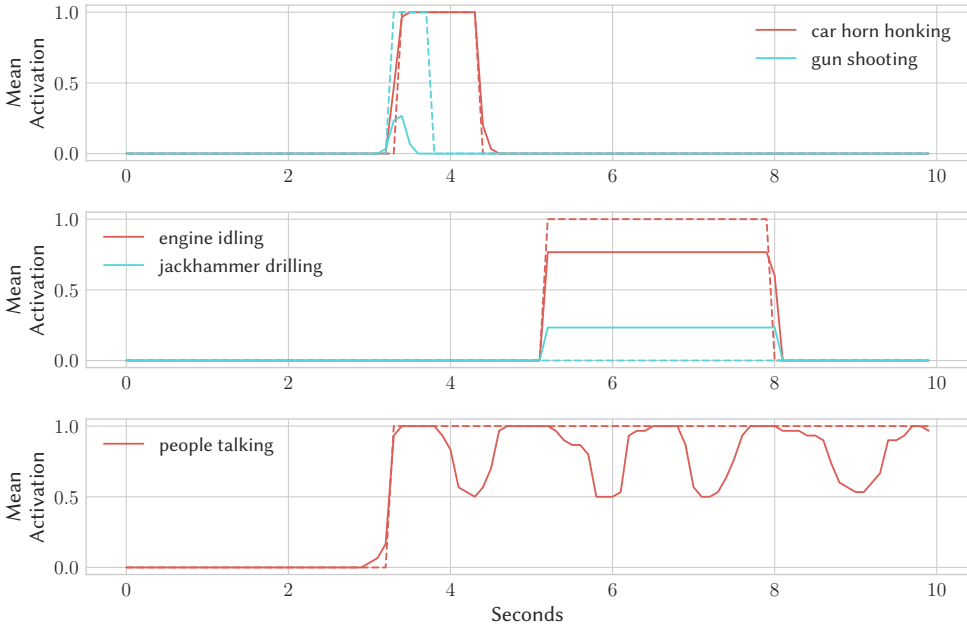 Mean
Activation
1.0
0.5
0.0
car horn honking
gun shooting
0 2 4 6 8 10
Mean
Activation
1.0
0.5
0.0
engine idling
jackhammer drilling
0 2 4 6 8 10
Mean
Activation
1.0
0.5
0.0
people talking
0 2 4 6 8 10
Seconds